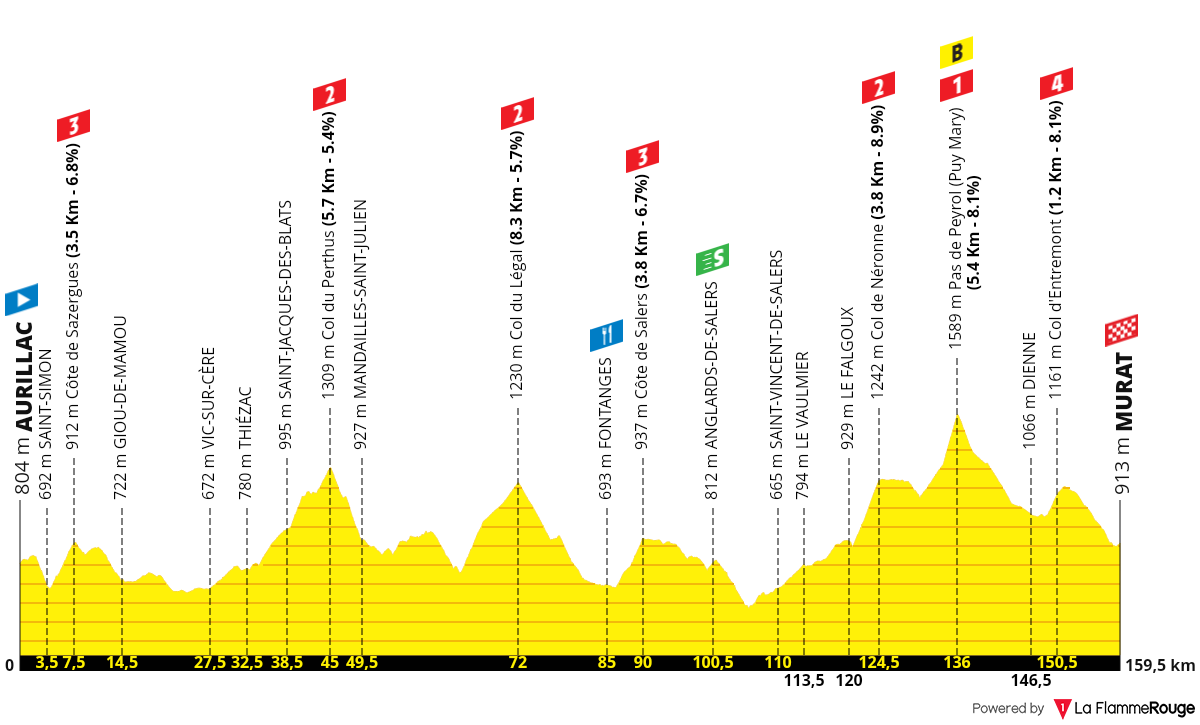 B
3
2
2
3
S
2
1
4
804 m AURILLAC
692 m SAINT-SIMON
912 m Côte de Sazergues (3.5 Km - 6.8%)
722 m GIOU-DE-MAMOU
672 m VIC-SUR-CÈRE
780 m THIÉZAC
995 m SAINT-JACQUES-DES-BLATS
1309 m Col du Perthus (5.7 Km - 5.4%)
927 m MANDAILLES-SAINT-JULIEN
1230 m Col du Légal (8.3 Km - 5.7%)
693 m FONTANGES
937 m Côte de Salers (3.8 Km - 6.7%)
812 m ANGLARDS-DE-SALERS
665 m SAINT-VINCENT-DE-SALERS
794 m LE VAULMIER
929 m LE FALGOUX
1242 m Col de Néronne (3.8 Km - 8.9%)
1589 m Pas de Peyrol (Puy Mary)
(5.4 Km - 8.1%)
1066 m DIENNE
1161 m Col d'Entremont (1.2 Km - 8.1%)
913 m MURAT
0 3,5 7,5 14,5 27,5 32,5 38,5 45 49,5 72 85 90 100,5 110 124,5 136 150,5 159,5 km
113,5 120 146,5
Powered by 1 La FlammeRouge